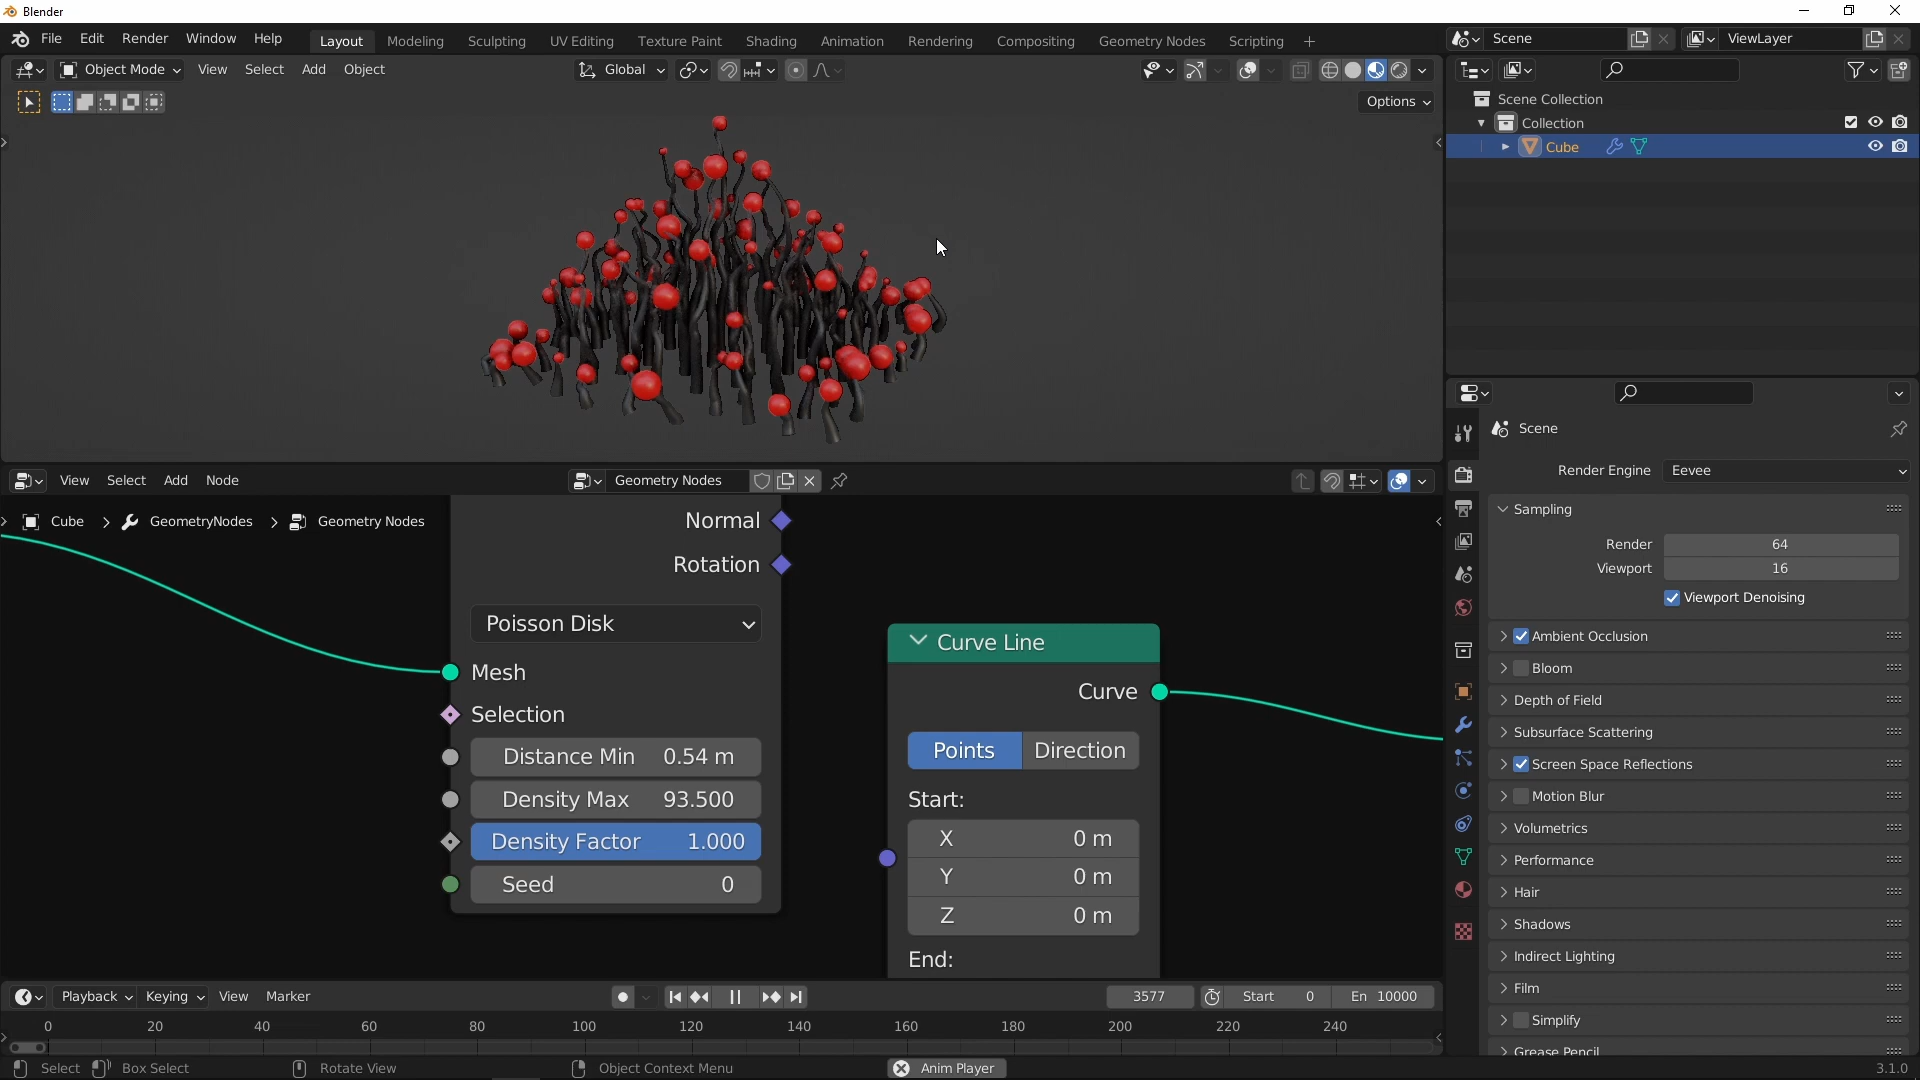 Blender
File Edit Render Window Help Layout Modeling Sculpting UV Editing Texture Paint Shading Animation Rendering Compositing Geometry Nodes Scripting + Scene ViewLayer
Object Mode View Select Add Object Global
Options
Scene Collection
Collection
Cube
Scene
Render Engine Eevee
Sampling
Render 64
Viewport 16
Viewport Denoising
Ambient Occlusion
Bloom
Depth of Field
Subsurface Scattering
Screen Space Reflections
Motion Blur
Volumetrics
Performance
Hair
Shadows
Indirect Lighting
Film
Simplify
Grease Pencil
View Select Add Node Geometry Nodes
Cube > GeometryNodes > Geometry Nodes
Normal
Rotation
Poisson Disk
Mesh
Selection
Distance Min 0.54 m
Density Max 93.500
Density Factor 1.000
Seed 0
Curve Line
Curve
Points Direction
Start:
X 0 m
Y 0 m
Z 0 m
End:
Playback Keying View Marker 3577 Start 0 En 10000
0 20 40 60 80 100 120 140 160 180 200 220 240
Select Box Select Rotate View Object Context Menu Anim Player 3.1.0